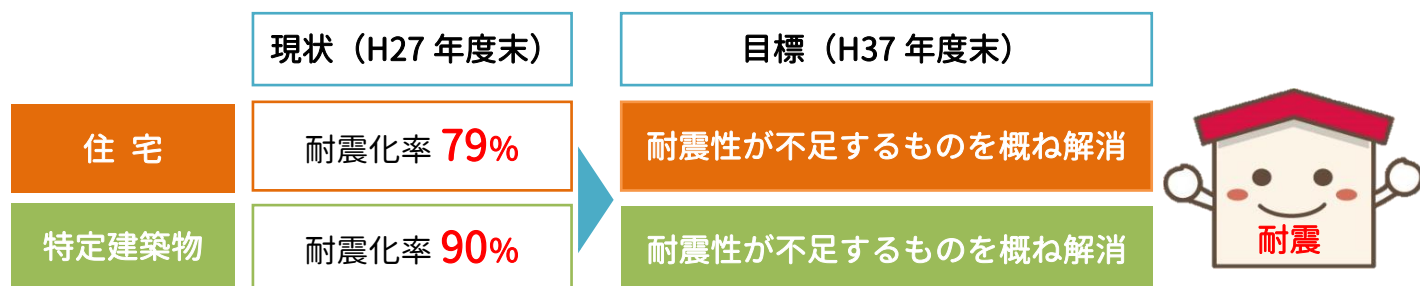 現状（H27 年度末）
目標（H37 年度末）
住 宅
耐震化率 79%
耐震性が不足するものを概ね解消
特定建築物
耐震化率 90%
耐震性が不足するものを概ね解消
耐震